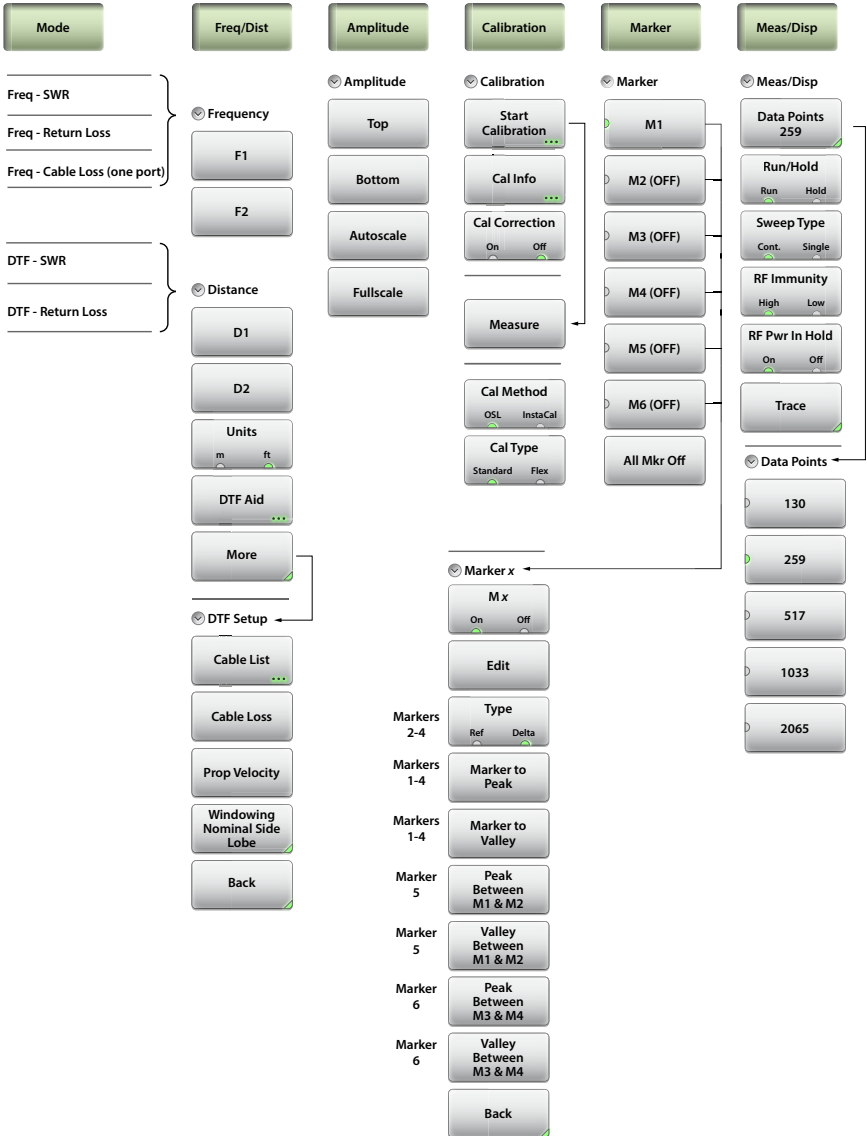 Mode
Freq/Dist
Amplitude
Calibration
Marker
Meas/Disp
Freq - SWR
Freq - Return Loss
Freq - Cable Loss (one port)
DTF - SWR
DTF - Return Loss
Frequency
F1
F2
Distance
D1
D2
Units
m ft
DTF Aid
More
DTF Setup
Cable List
Cable Loss
Prop Velocity
Windowing
Nominal Side
Lobe
Back
Amplitude
Top
Bottom
Autoscale
Fullscale
Calibration
Start
Calibration
Cal Info
Cal Correction
On Off
Measure
Cal Method
OSL InstaCal
Cal Type
Standard Flex
Marker
M1
M2 (OFF)
M3 (OFF)
M4 (OFF)
M5 (OFF)
M6 (OFF)
All Mkr Off
Marker x
M x
On Off
Edit
Markers
2-4
Type
Ref Delta
Markers
1-4
Marker to
Peak
Markers
1-4
Marker to
Valley
Marker
5
Peak
Between
M1 & M2
Marker
5
Valley
Between
M1 & M2
Marker
6
Peak
Between
M3 & M4
Marker
6
Valley
Between
M3 & M4
Back
Meas/Disp
Data Points
259
Run/Hold
Run Hold
Sweep Type
Cont. Single
RF Immunity
High Low
RF Pwr In Hold
On Off
Trace
Data Points
130
259
517
1033
2065